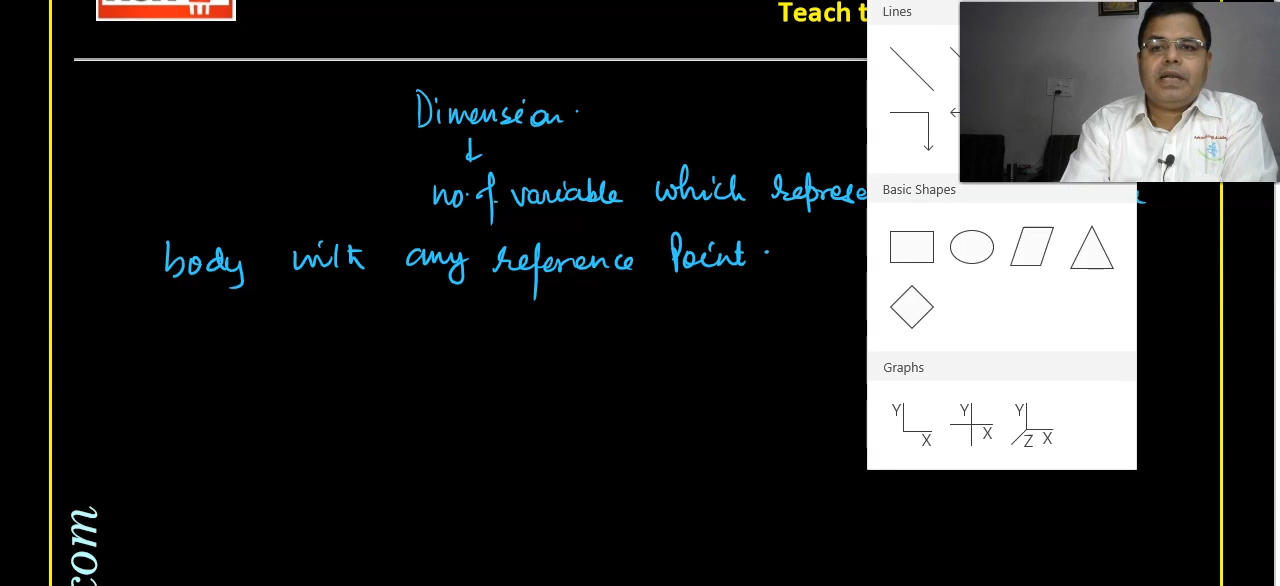 Teach t
Lines
Dimension.
↓
no. of variable which represe
Basic Shapes
body with any reference Point.
Graphs
Y X
Y X
Y Z X
com